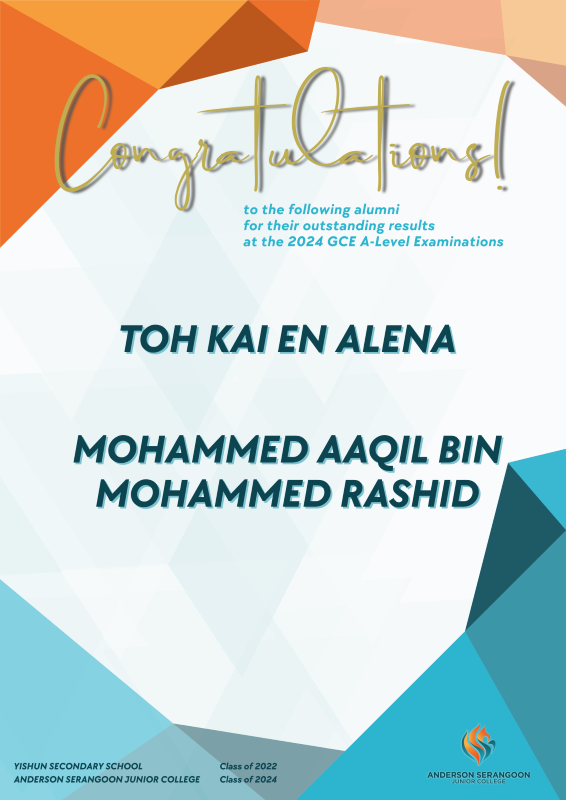 Congratulations!
to the following alumni
for their outstanding results
at the 2024 GCE A-Level Examinations
TOH KAI EN ALENA
MOHAMMED AAQIL BIN
MOHAMMED RASHID
YISHUN SECONDARY SCHOOL Class of 2022
ANDERSON SERANGOON JUNIOR COLLEGE Class of 2024
ANDERSON SERANGOON
JUNIOR COLLEGE